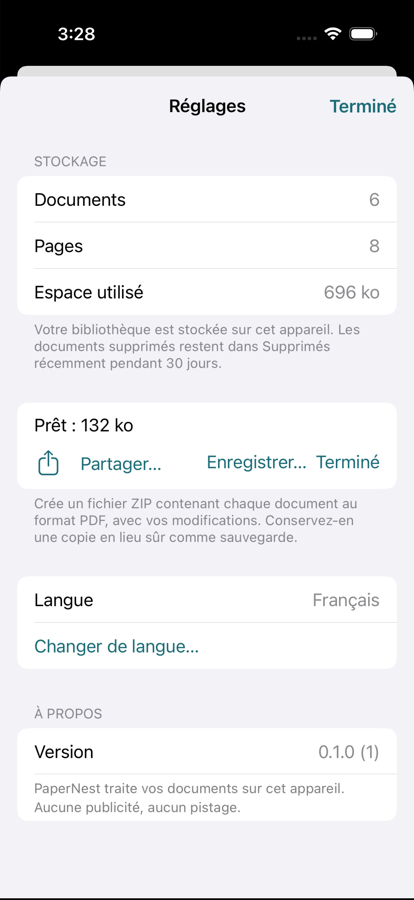 3:28
Réglages
Terminé
STOCKAGE
Documents
6
Pages
8
Espace utilisé
696 ko
Votre bibliothèque est stockée sur cet appareil. Les
documents supprimés restent dans Supprimés
récemment pendant 30 jours.
Prêt : 132 ko
Partager...
Enregistrer...
Terminé
Crée un fichier ZIP contenant chaque document au
format PDF, avec vos modifications. Conservez-en
une copie en lieu sûr comme sauvegarde.
Langue
Français
Changer de langue...
À PROPOS
Version
0.1.0 (1)
PaperNest traite vos documents sur cet appareil.
Aucune publicité, aucun pistage.